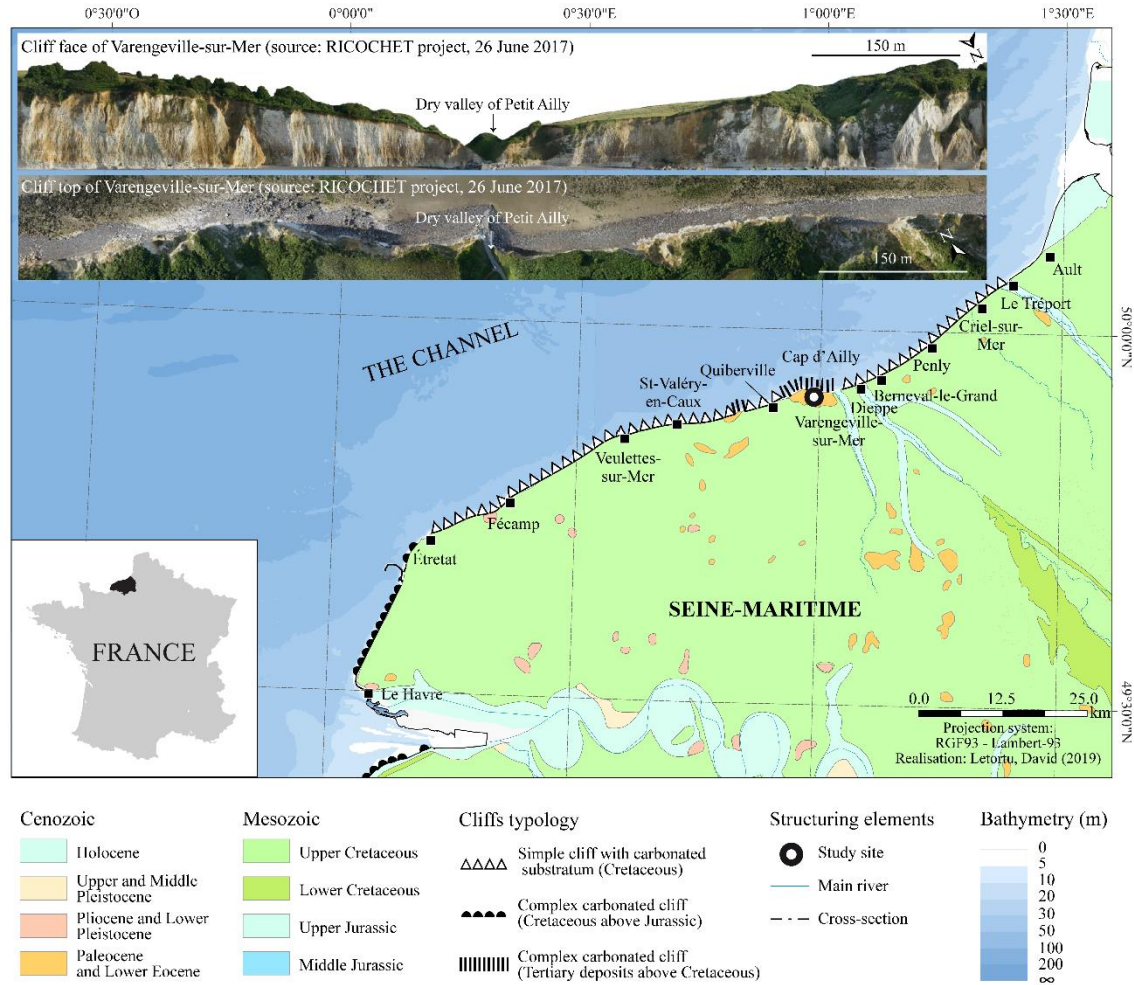 0°30'0"O
0°00'0"
0°30'0"E
1°00'0"E
1°30'0"E
Cliff face of Varengeville-sur-Mer (source: RICOCHET project, 26 June 2017)
150 m
N
Dry valley of Petit Ailly
Cliff top of Varengeville-sur-Mer (source: RICOCHET project, 26 June 2017)
Dry valley of Petit Ailly
N
150 m
Ault
Le Tréport
Criel-sur-
Mer
50°00'0"N
THE CHANNEL
Penly
Cap d'Ailly
Quiberville
St-Valéry-
en-Caux
Berneval-le-Grand
Dieppe
Varengeville-
sur-Mer
Veulettes-
sur-Mer
Fécamp
Étretat
SEINE-MARITIME
FRANCE
Le Havre
49°30'0"N
0.0 12.5 25.0
km
Projection system:
RGF93 - Lambert-93
Realisation: Letortu, David (2019)
Cenozoic
Holocene
Upper and Middle
Pleistocene
Pliocene and Lower
Pleistocene
Paleocene
and Lower Eocene
Mesozoic
Upper Cretaceous
Lower Cretaceous
Upper Jurassic
Middle Jurassic
Cliffs typology
Simple cliff with carbonated
substratum (Cretaceous)
Complex carbonated cliff
(Cretaceous above Jurassic)
Complex carbonated cliff
(Tertiary deposits above Cretaceous)
Structuring elements
Study site
Main river
Cross-section
Bathymetry (m)
0
5
10
20
30
50
100
200
∞